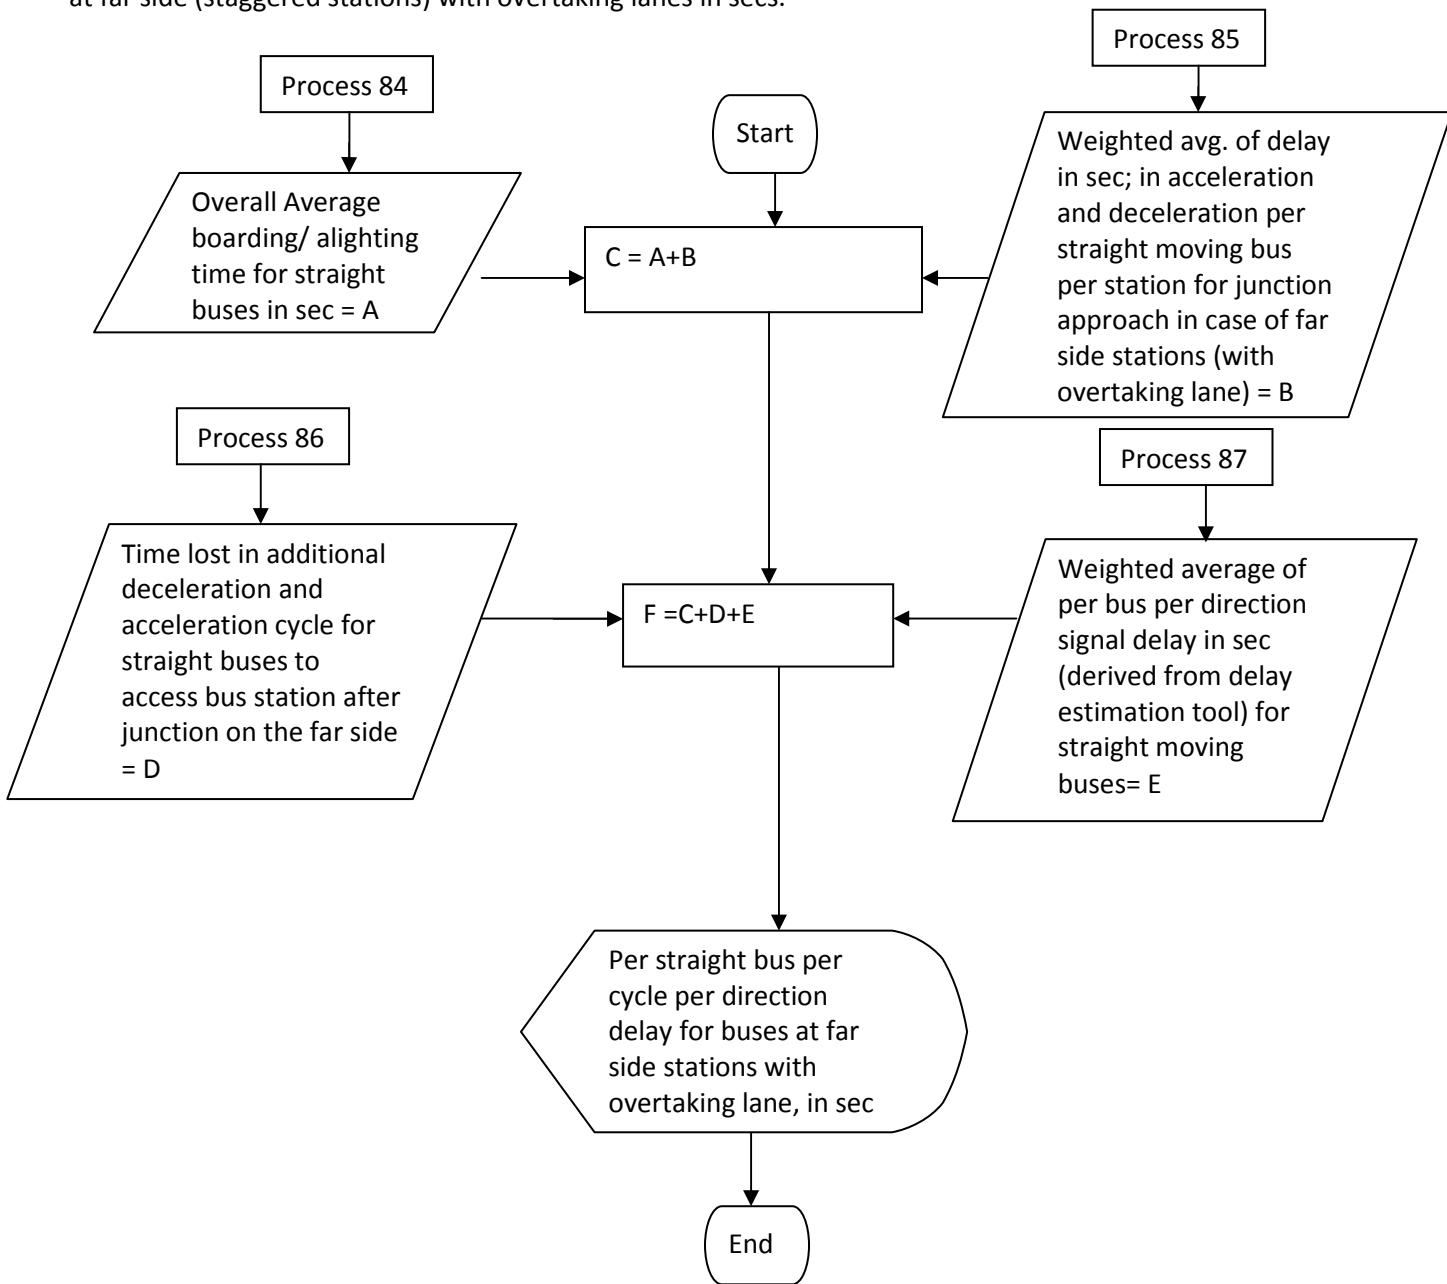 at far side (staggered stations) with overtaking lanes in secs.
Process 85
Process 84
Start
Weighted avg. of delay
in sec; in acceleration
and deceleration per
straight moving bus
per station for junction
approach in case of far
side stations (with
overtaking lane) = B
Overall Average
boarding/ alighting
time for straight
buses in sec = A
C = A+B
Process 86
Process 87
Time lost in additional
deceleration and
acceleration cycle for
straight buses to
access bus station after
junction on the far side
= D
F =C+D+E
Weighted average of
per bus per direction
signal delay in sec
(derived from delay
estimation tool) for
straight moving
buses= E
Per straight bus per
cycle per direction
delay for buses at far
side stations with
overtaking lane, in sec
End